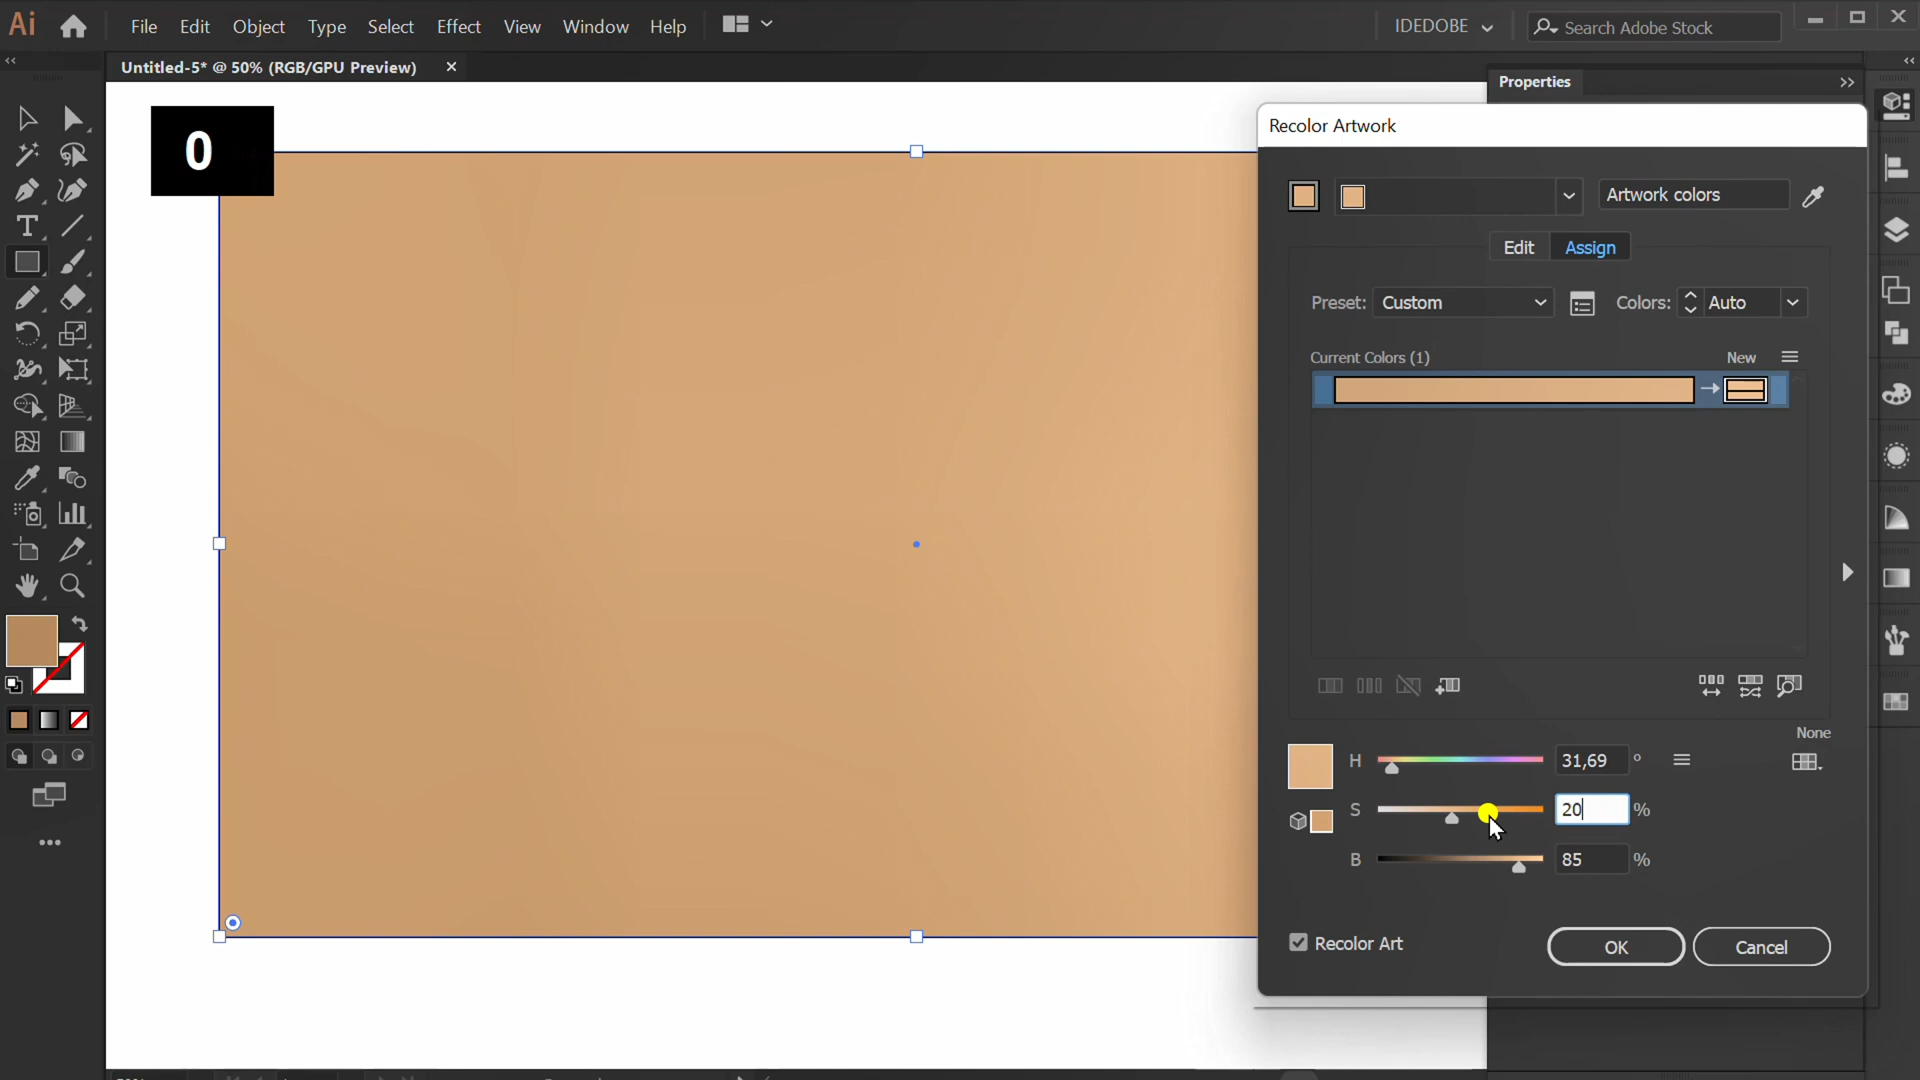 Ai File Edit Object Type Select Effect View Window Help IDEDOBE Search Adobe Stock
Untitled-5* @ 50% (RGB/GPU Preview) ×
Properties
0
Recolor Artwork
Artwork colors
Edit Assign
Preset: Custom Colors: Auto
Current Colors (1) New
None
H 31,69 °
S 20 %
B 85 %
Recolor Art OK Cancel